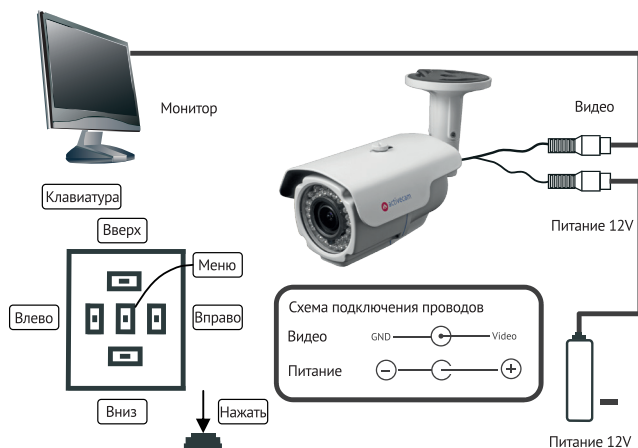 Монитор
Видео
Клавиатура
Питание 12V
Вверх
Меню
Влево
Вправо
Вниз
Нажать
activecam
Схема подключения проводов
Видео GND Video
Питание − +
Питание 12V